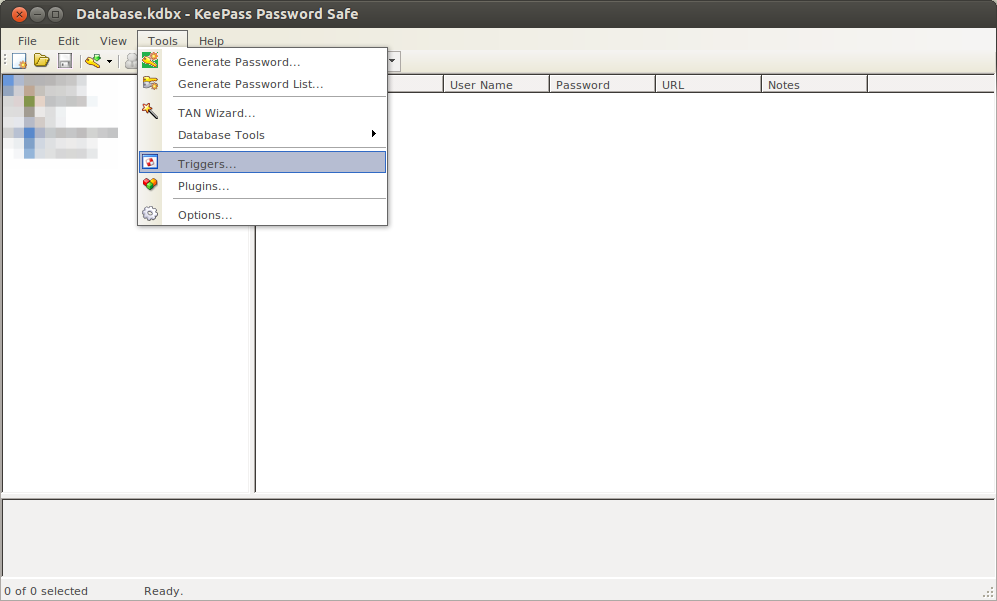 Database.kdbx - KeePass Password Safe
File Edit View Tools Help
Generate Password...
Generate Password List...
TAN Wizard...
Database Tools
Triggers...
Plugins...
Options...
User Name Password URL Notes
0 of 0 selected Ready.